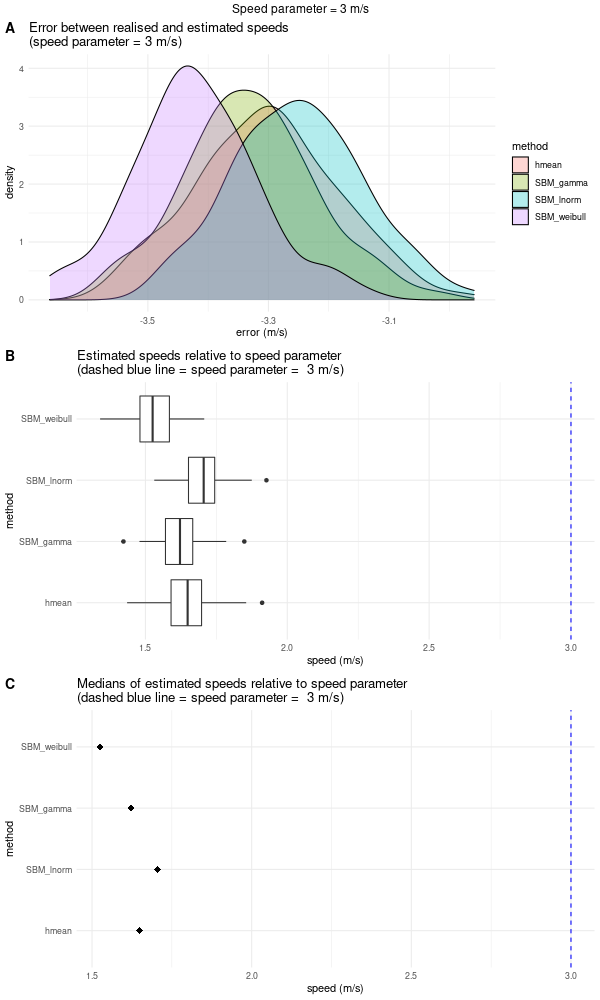 Speed parameter = 3 m/s
A
Error between realised and estimated speeds
(speed parameter = 3 m/s)
density
4
3
2
1
0
-3.5
-3.3
-3.1
error (m/s)
method
hmean
SBM_gamma
SBM_lnorm
SBM_weibull
B
Estimated speeds relative to speed parameter
(dashed blue line = speed parameter =  3 m/s)
method
SBM_weibull
SBM_lnorm
SBM_gamma
hmean
1.5
2.0
2.5
3.0
speed (m/s)
C
Medians of estimated speeds relative to speed parameter
(dashed blue line = speed parameter =  3 m/s)
method
SBM_weibull
SBM_gamma
SBM_lnorm
hmean
1.5
2.0
2.5
3.0
speed (m/s)